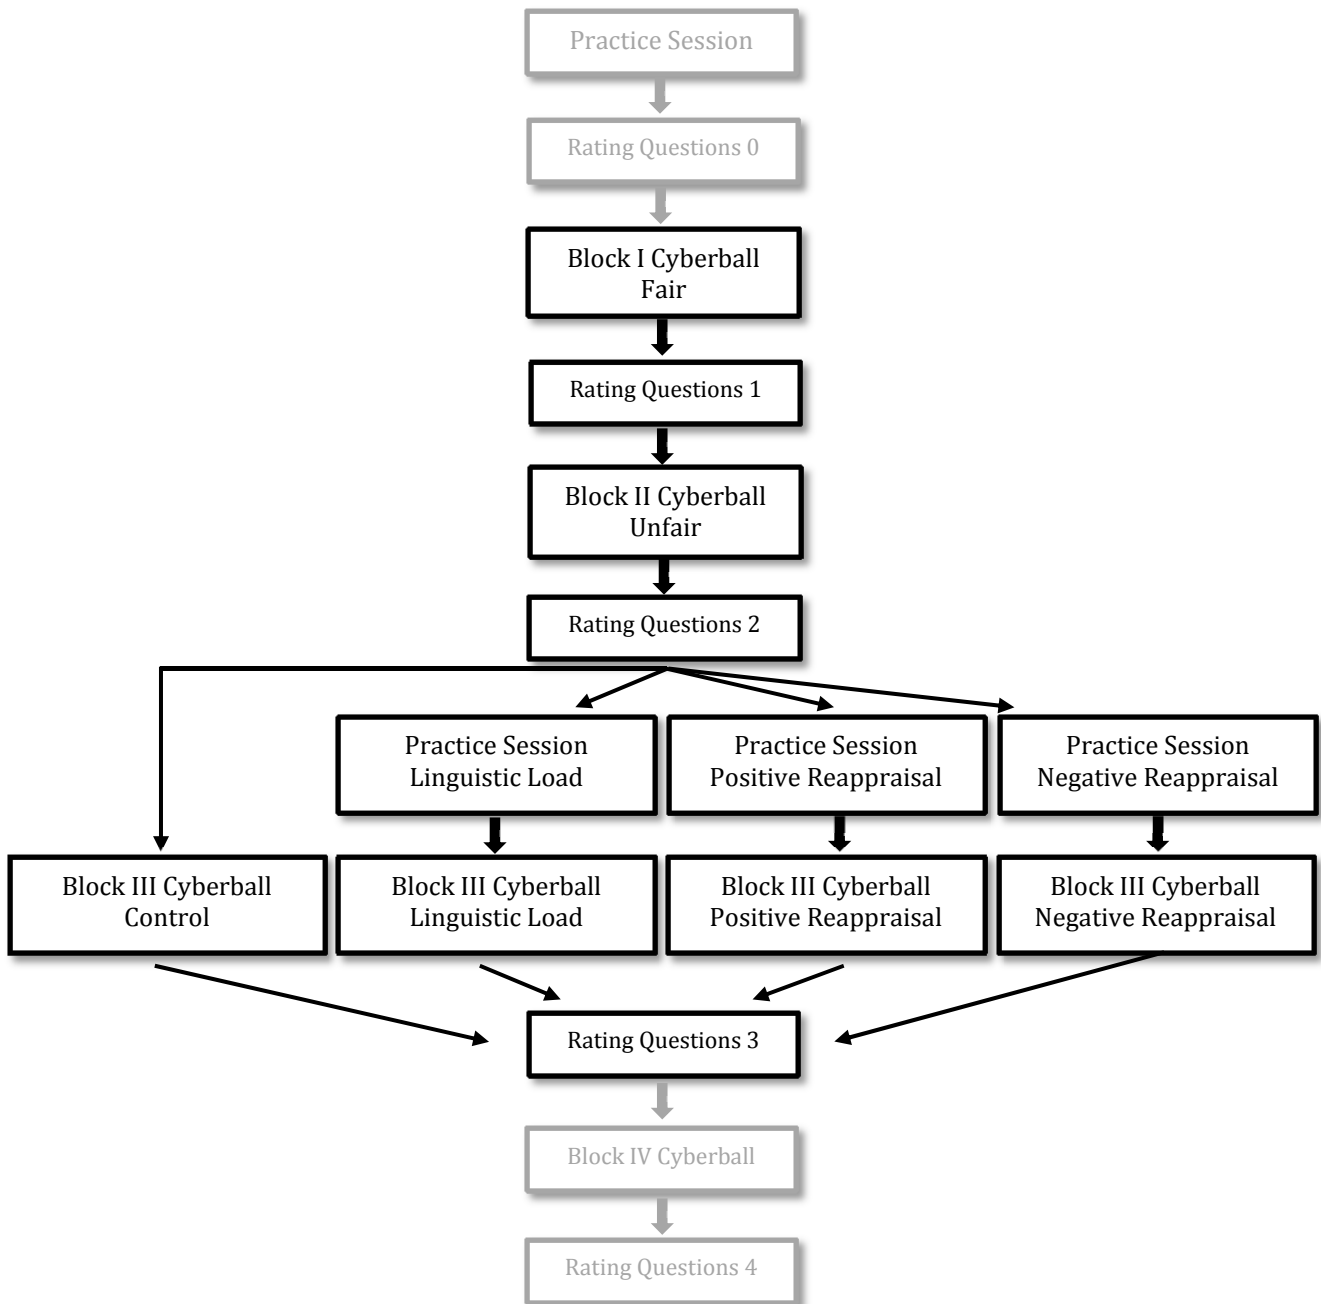 Practice Session
Rating Questions 0
Block I Cyberball
Fair
Rating Questions 1
Block II Cyberball
Unfair
Rating Questions 2
Practice Session
Linguistic Load
Practice Session
Positive Reappraisal
Practice Session
Negative Reappraisal
Block III Cyberball
Control
Block III Cyberball
Linguistic Load
Block III Cyberball
Positive Reappraisal
Block III Cyberball
Negative Reappraisal
Rating Questions 3
Block IV Cyberball
Rating Questions 4